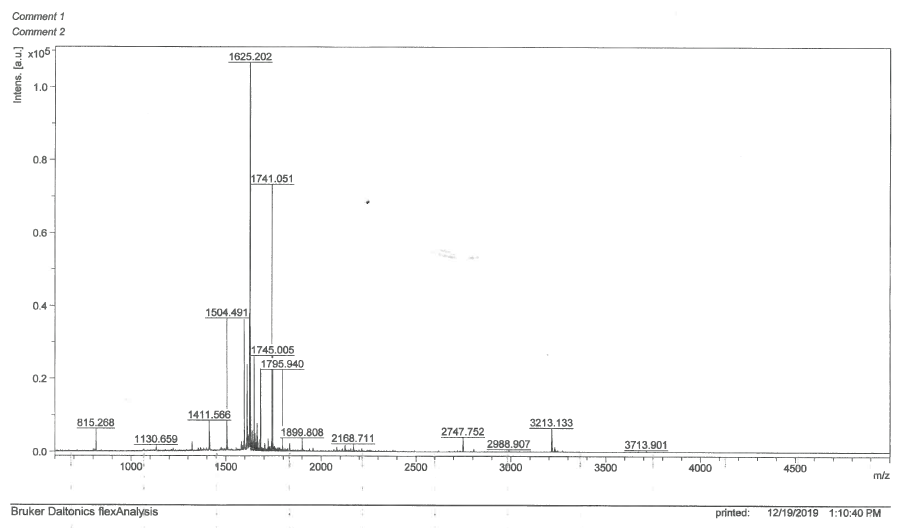 Comment 1
Comment 2
Intens. [a.u.]
x10⁵
1.0
0.8
0.6
0.4
0.2
0.0
1625.202
1741.051
1504.491
1745.005
1795.940
1411.566
815.268
1130.659
1899.808
2168.711
2747.752
2988.907
3213.133
3713.901
1000 1500 2000 2500 3000 3500 4000 4500
m/z
Bruker Daltonics flexAnalysis printed: 12/19/2019 1:10:40 PM